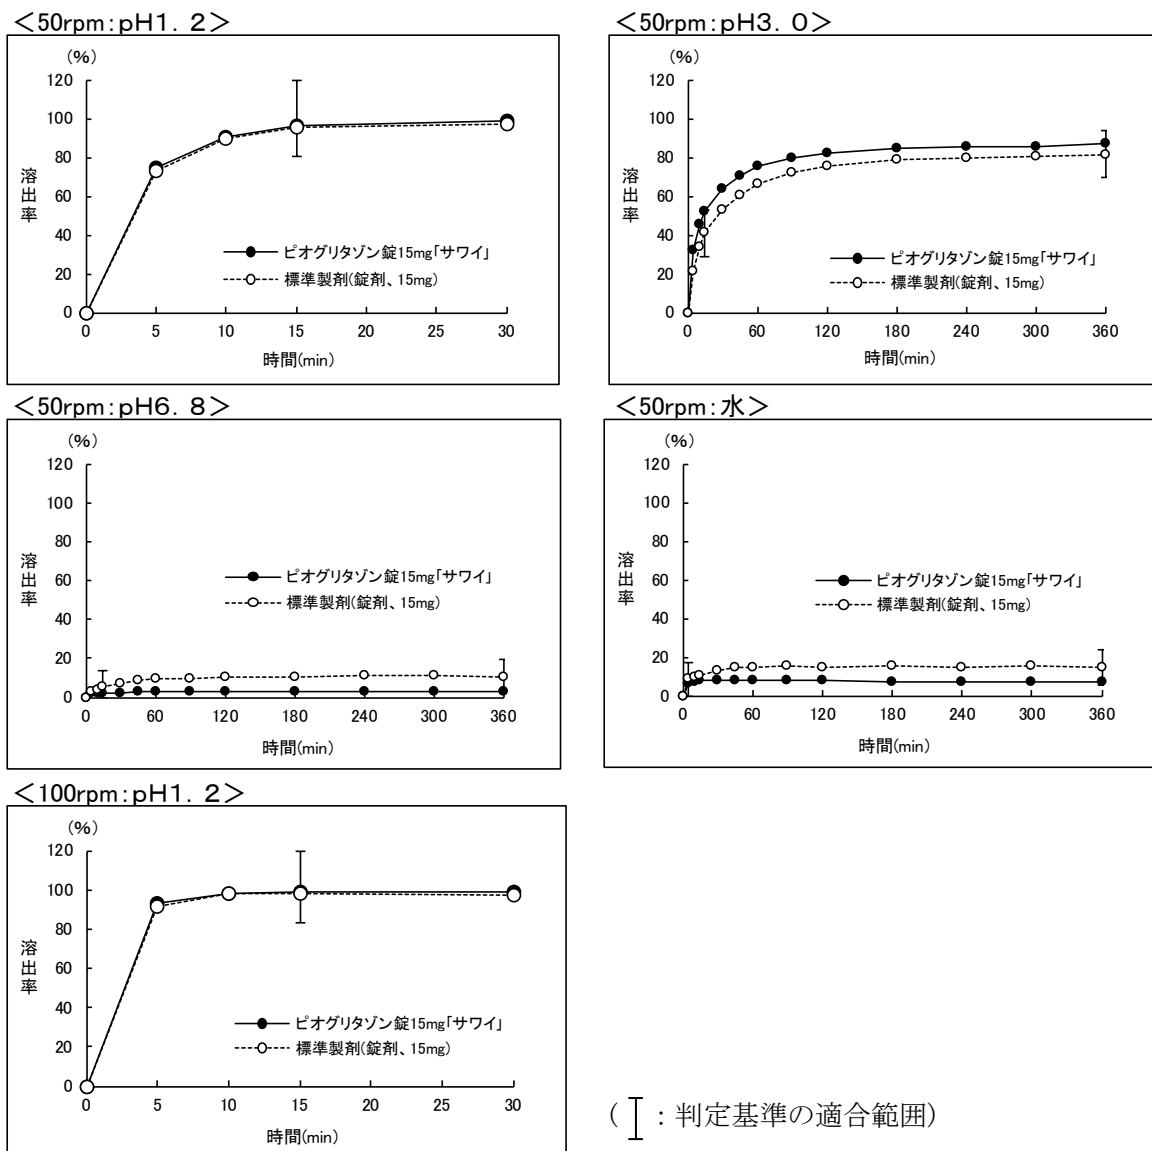 <50rpm:pH1.2>
(%)
120
100
80
60
40
20
0
溶出率
ピオグリタゾン錠15mg「サワイ」
標準製剤(錠剤、15mg)
0 5 10 15 20 25 30
時間(min)
<50rpm:pH3.0>
(%)
120
100
80
60
40
20
0
溶出率
ピオグリタゾン錠15mg「サワイ」
標準製剤(錠剤、15mg)
0 60 120 180 240 300 360
時間(min)
<50rpm:pH6.8>
(%)
120
100
80
60
40
20
0
溶出率
ピオグリタゾン錠15mg「サワイ」
標準製剤(錠剤、15mg)
0 60 120 180 240 300 360
時間(min)
<50rpm:水>
(%)
120
100
80
60
40
20
0
溶出率
ピオグリタゾン錠15mg「サワイ」
標準製剤(錠剤、15mg)
0 60 120 180 240 300 360
時間(min)
<100rpm:pH1.2>
(%)
120
100
80
60
40
20
0
溶出率
ピオグリタゾン錠15mg「サワイ」
標準製剤(錠剤、15mg)
0 5 10 15 20 25 30
時間(min)
( :判定基準の適合範囲)